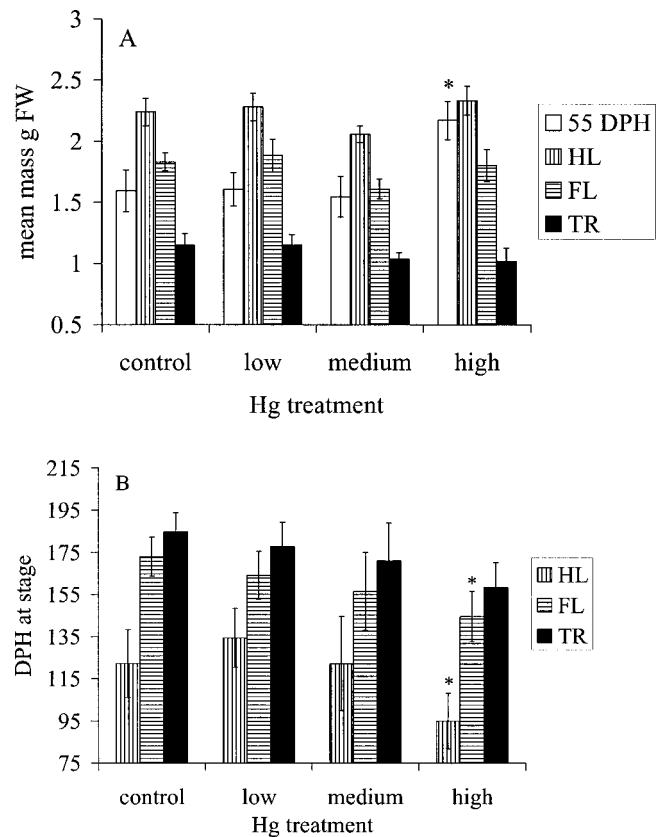 A
3
2.5
2
1.5
1
0.5
mean mass g FW
*
55 DPH
HL
FL
TR
control low medium high
Hg treatment
B
215
195
175
155
135
115
95
75
DPH at stage
*
*
HL
FL
TR
control low medium high
Hg treatment